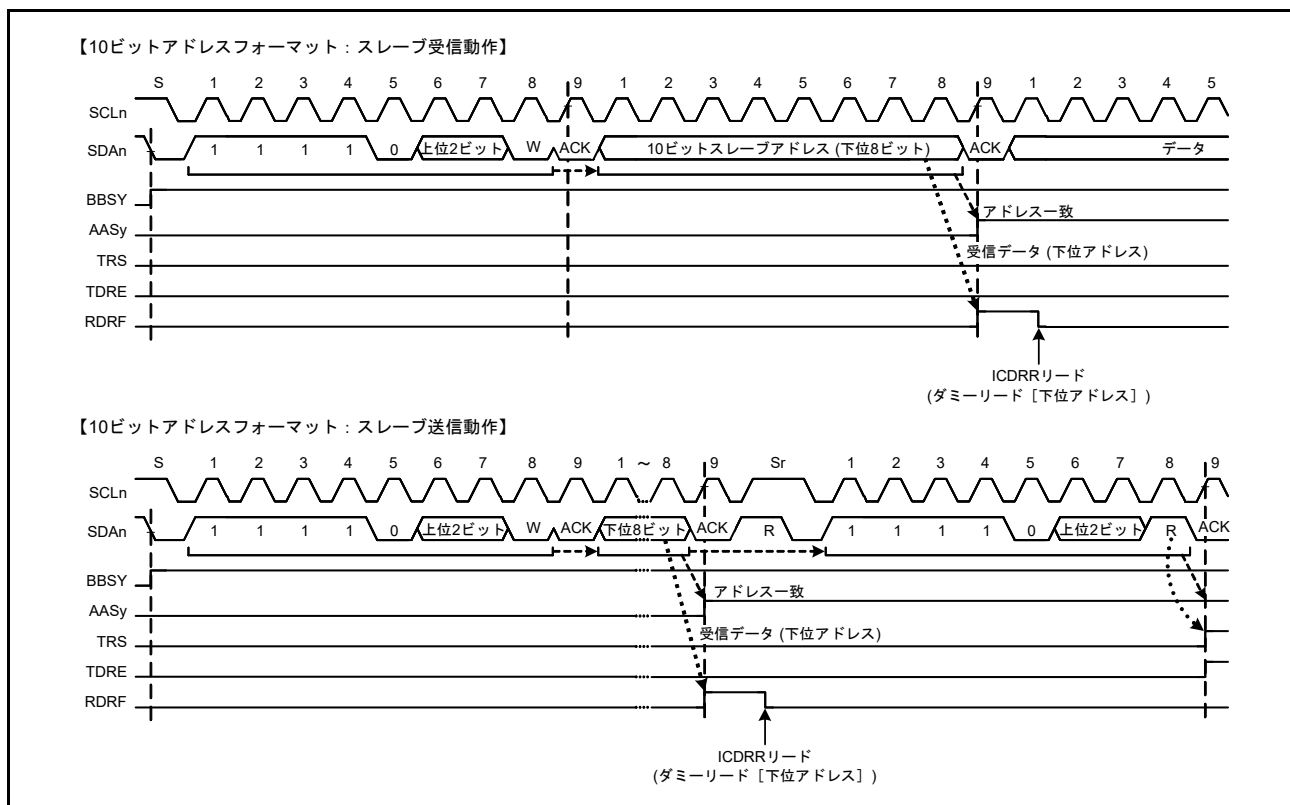 【10ビットアドレスフォーマット：スレーブ受信動作】
S 1 2 3 4 5 6 7 8 9 1 2 3 4 5 6 7 8 9 1 2 3 4 5
SCLn
SDAn 1 1 1 1 0 上位2ビット W ACK 10ビットスレーブアドレス (下位8ビット) ACK データ
BBSY
アドレス一致
AASy
受信データ (下位アドレス)
TRS
TDRE
RDRF
ICDRRリード
(ダミーリード［下位アドレス］)
【10ビットアドレスフォーマット：スレーブ送信動作】
S 1 2 3 4 5 6 7 8 9 1 ～ 8 9 Sr 1 2 3 4 5 6 7 8 9
SCLn
SDAn 1 1 1 1 0 上位2ビット W ACK 下位8ビット ACK R 1 1 1 1 0 上位2ビット R ACK
BBSY
アドレス一致
AASy
受信データ (下位アドレス)
TRS
TDRE
RDRF
ICDRRリード
(ダミーリード［下位アドレス］)